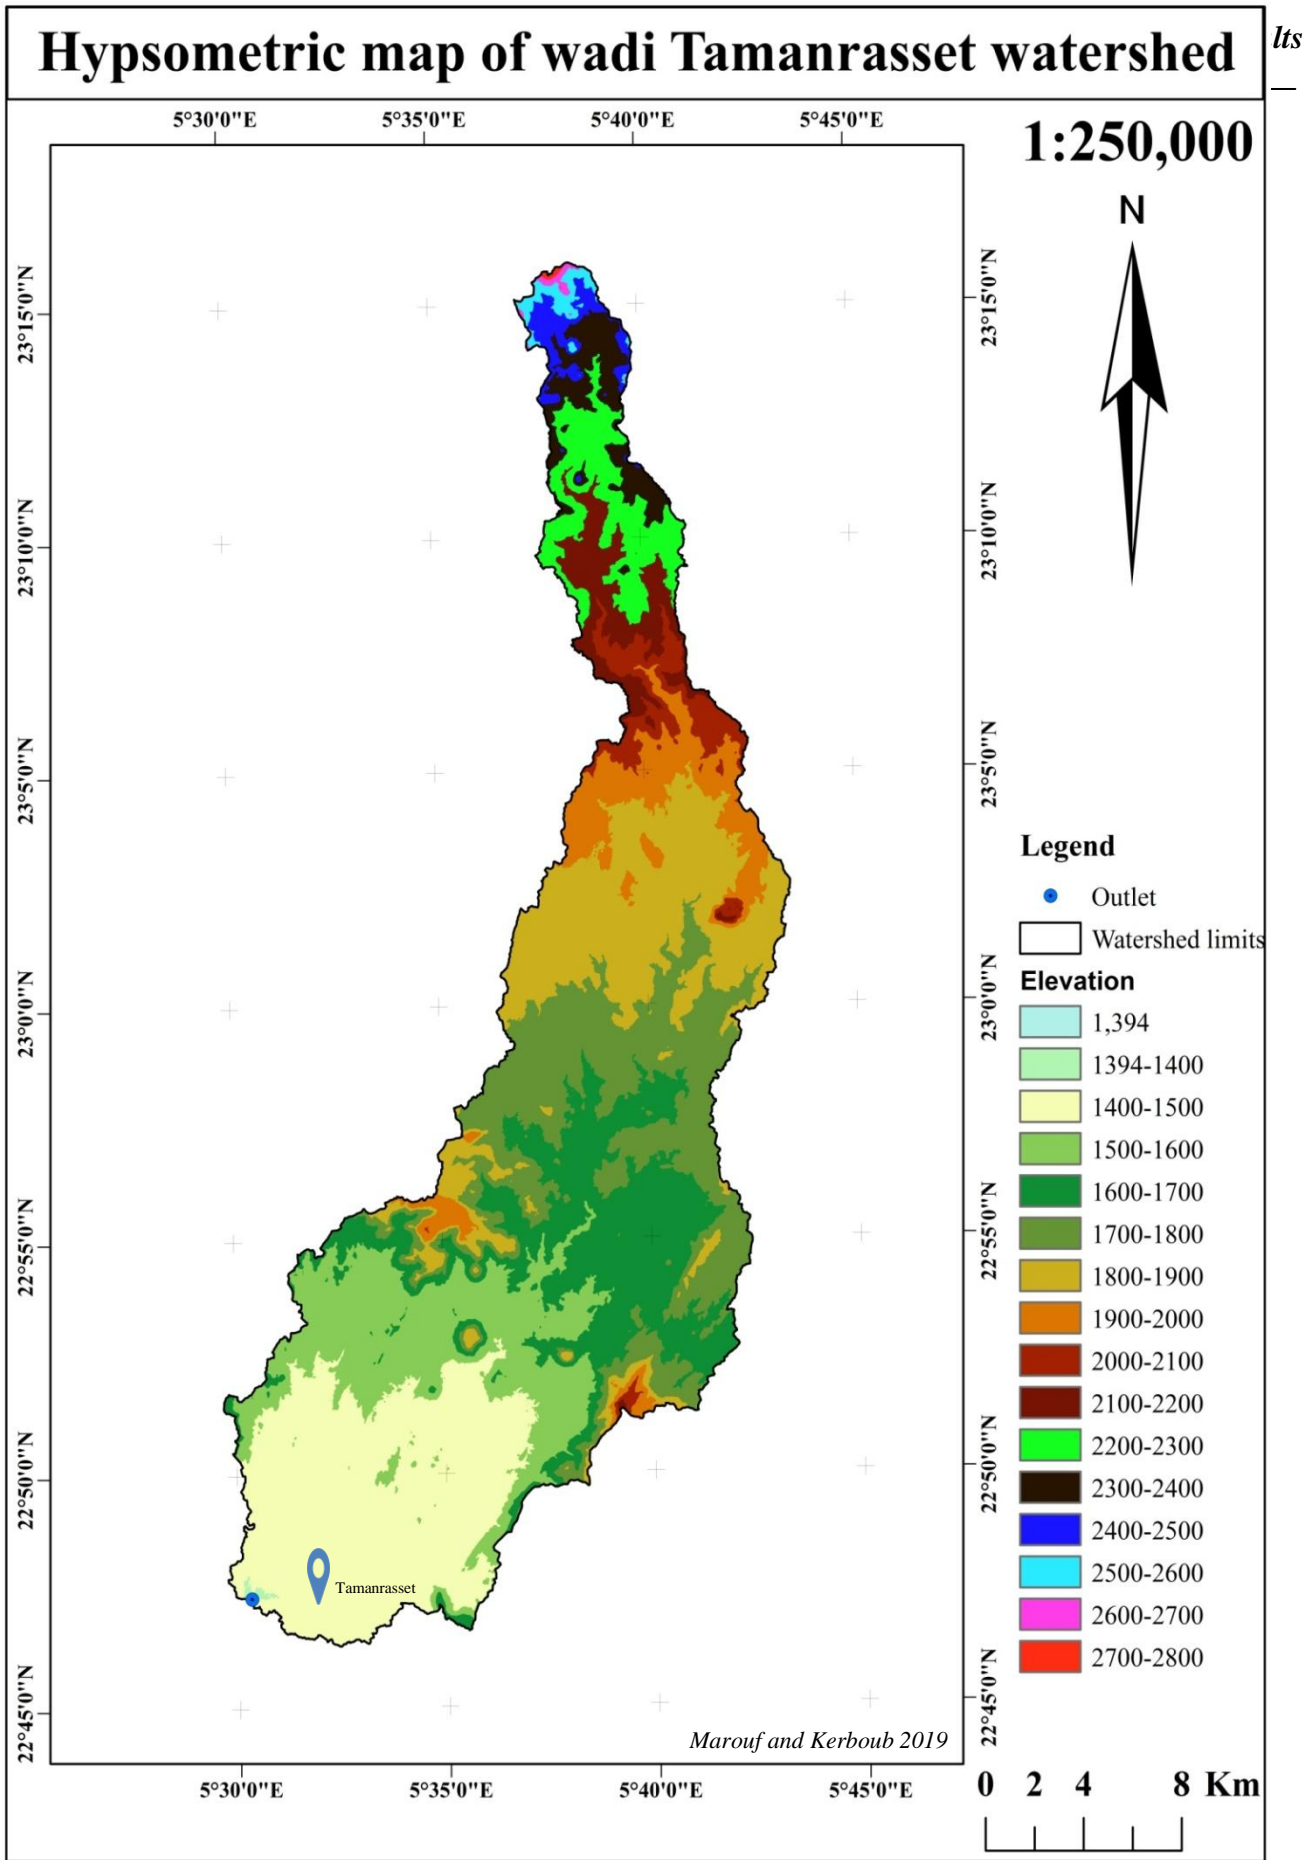 Hypsometric map of wadi Tamanrasset watershed
lts
5°30'0"E 5°35'0"E 5°40'0"E 5°45'0"E
1:250,000
N
23°15'0"N 23°15'0"N
23°10'0"N 23°10'0"N
23°5'0"N 23°5'0"N
23°0'0"N 23°0'0"N
22°55'0"N 22°55'0"N
22°50'0"N 22°50'0"N
22°45'0"N 22°45'0"N
Legend
Outlet
Watershed limits
Elevation
1,394
1394-1400
1400-1500
1500-1600
1600-1700
1700-1800
1800-1900
1900-2000
2000-2100
2100-2200
2200-2300
2300-2400
2400-2500
2500-2600
2600-2700
2700-2800
Tamanrasset
Marouf and Kerboub 2019
5°30'0"E 5°35'0"E 5°40'0"E 5°45'0"E
0 2 4 8 Km